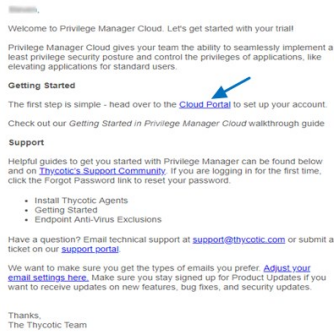 Welcome to Privilege Manager Cloud. Let's get started with your trial!
Privilege Manager Cloud gives your team the ability to seamlessly implement a
least privilege security posture and control the privileges of applications, like
elevating applications for standard users.
Getting Started
The first step is simple - head over to the Cloud Portal to set up your account.
Check out our Getting Started in Privilege Manager Cloud walkthrough guide
Support
Helpful guides to get you started with Privilege Manager can be found below
and on Thycotic's Support Community. If you are logging in for the first time,
click the Forgot Password link to reset your password.
• Install Thycotic Agents
• Getting Started
• Endpoint Anti-Virus Exclusions
Have a question? Email technical support at support@thycotic.com or submit a
ticket on our support portal.
We want to make sure you get the types of emails you prefer. Adjust your
email settings here. Make sure you stay signed up for Product Updates if you
want to receive updates on new features, bug fixes, and security updates.
Thanks,
The Thycotic Team